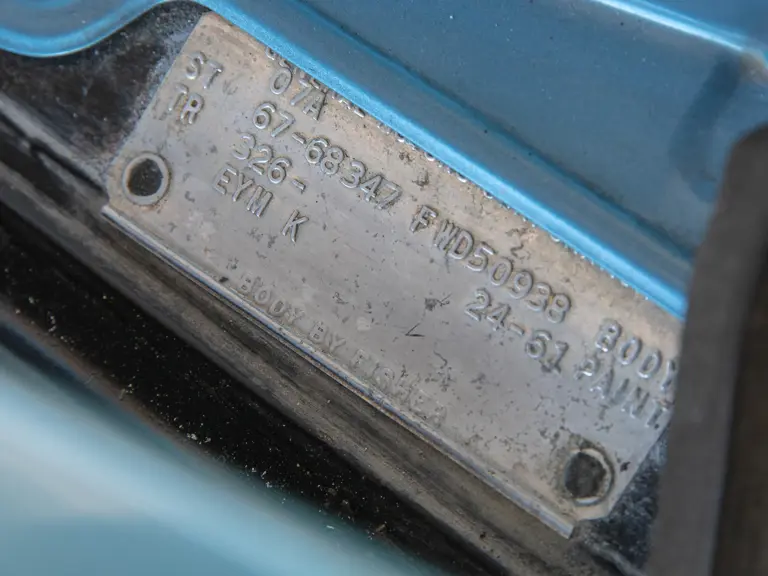 07A
ST 67-68347 FWD50933 BODY
TR 326- 24-61 PAINT
EYM K
BODY BY FISHER